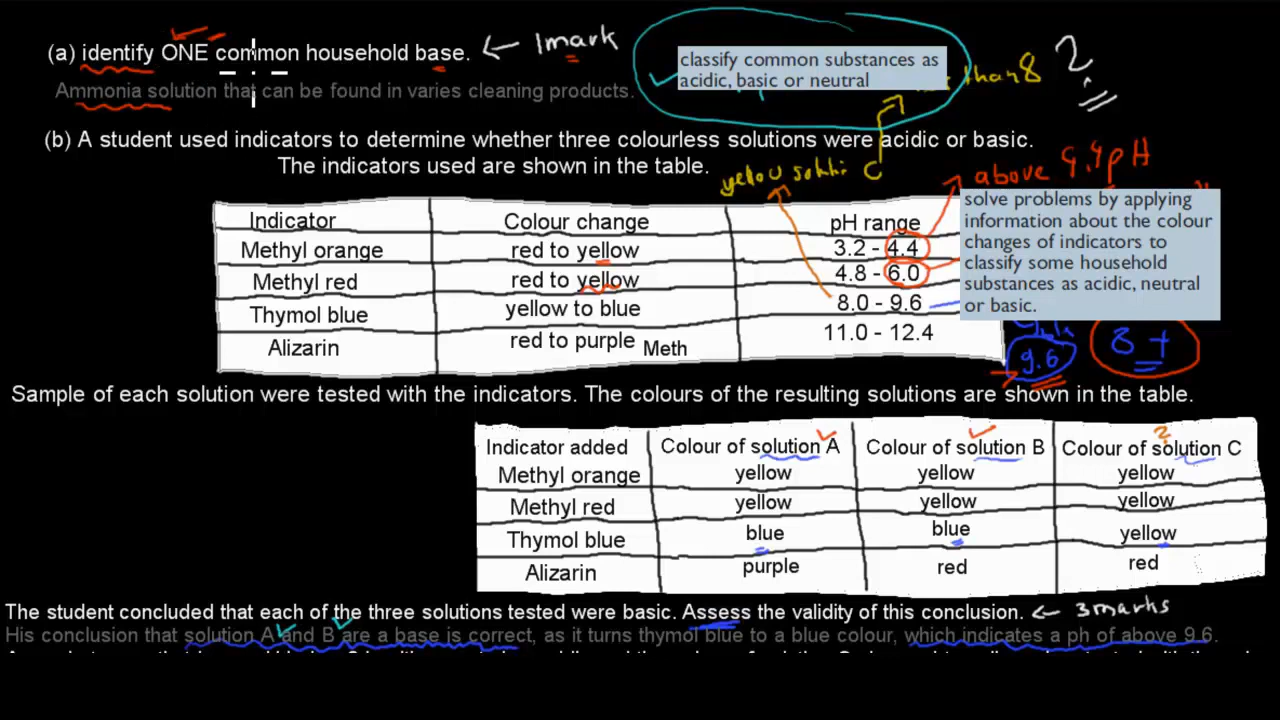 (a) identify ONE common household base. ← 1mark
classify common substances as
acidic, basic or neutral
than 8
?
Ammonia solution that can be found in varies cleaning products.
(b) A student used indicators to determine whether three colourless solutions were acidic or basic.
The indicators used are shown in the table.
yellow C
above 4.4 pH
solve problems by applying
information about the colour
changes of indicators to
classify some household
substances as acidic, neutral
or basic.
Indicator Colour change pH range
Methyl orange red to yellow 3.2 - 4.4
Methyl red red to yellow 4.8 - 6.0
Thymol blue yellow to blue 8.0 - 9.6
Alizarin red to purple Meth 11.0 - 12.4
9.6
8 +
Sample of each solution were tested with the indicators. The colours of the resulting solutions are shown in the table.
Indicator added Colour of solution A Colour of solution B Colour of solution C
?
Methyl orange yellow yellow yellow
Methyl red yellow yellow yellow
Thymol blue blue blue yellow
Alizarin purple red red
The student concluded that each of the three solutions tested were basic. Assess the validity of this conclusion. ← 3marks
His conclusion that solution A and B are a base is correct, as it turns thymol blue to a blue colour, which indicates a ph of above 9.6.